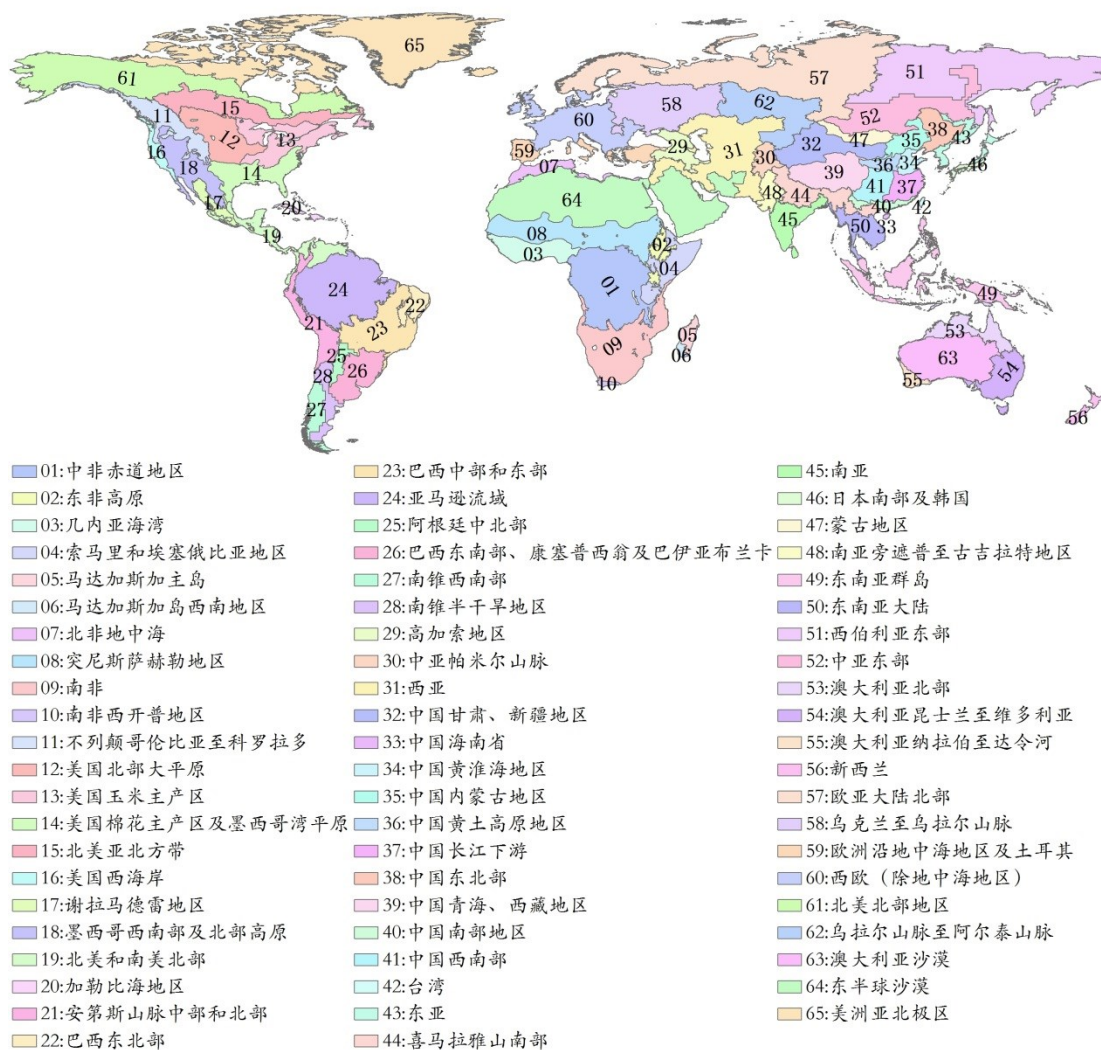 65
61
51
57
15
11
58
62
60
52
12
13
38
47
35
43
16
59
29
32
18
14
31
30
36
34
46
07
39
41
37
17
64
48
44
40
42
20
45
50
33
19
08
02
03
04
49
24
01
22
21
23
05
53
09
06
25
63
54
28
26
10
55
27
56
01:中非赤道地区
02:东非高原
03:几内亚海湾
04:索马里和埃塞俄比亚地区
05:马达加斯加主岛
06:马达加斯加岛西南地区
07:北非地中海
08:突尼斯萨赫勒地区
09:南非
10:南非西开普地区
11:不列颠哥伦比亚至科罗拉多
12:美国北部大平原
13:美国玉米主产区
14:美国棉花主产区及墨西哥湾平原
15:北美亚北方带
16:美国西海岸
17:谢拉马德雷地区
18:墨西哥西南部及北部高原
19:北美和南美北部
20:加勒比海地区
21:安第斯山脉中部和北部
22:巴西东北部
23:巴西中部和东部
24:亚马逊流域
25:阿根廷中北部
26:巴西东南部、康塞普西翁及巴伊亚布兰卡
27:南锥西南部
28:南锥半干旱地区
29:高加索地区
30:中亚帕米尔山脉
31:西亚
32:中国甘肃、新疆地区
33:中国海南省
34:中国黄淮海地区
35:中国内蒙古地区
36:中国黄土高原地区
37:中国长江下游
38:中国东北部
39:中国青海、西藏地区
40:中国南部地区
41:中国西南部
42:台湾
43:东亚
44:喜马拉雅山南部
45:南亚
46:日本南部及韩国
47:蒙古地区
48:南亚旁遮普至古吉拉特地区
49:东南亚群岛
50:东南亚大陆
51:西伯利亚东部
52:中亚东部
53:澳大利亚北部
54:澳大利亚昆士兰至维多利亚
55:澳大利亚纳拉伯至达令河
56:新西兰
57:欧亚大陆北部
58:乌克兰至乌拉尔山脉
59:欧洲沿地中海地区及土耳其
60:西欧（除地中海地区）
61:北美北部地区
62:乌拉尔山脉至阿尔泰山脉
63:澳大利亚沙漠
64:东半球沙漠
65:美洲亚北极区